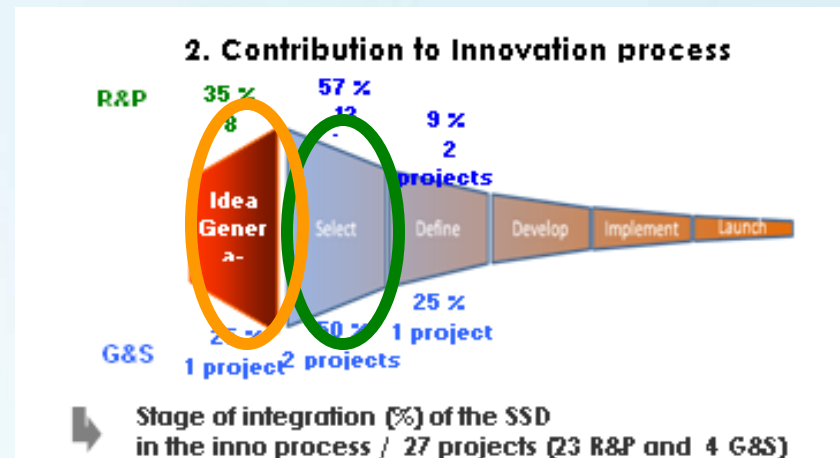 2. Contribution to Innovation process
R&P
35 %
8
57 %
9 %
2
projects
Idea
Gener
a-
Select
Define
Develop
Implement
Launch
G&S
1 project
50 %
2 projects
25 %
1 project
Stage of integration (%) of the SSD
in the inno process / 27 projects (23 R&P and 4 G&S)